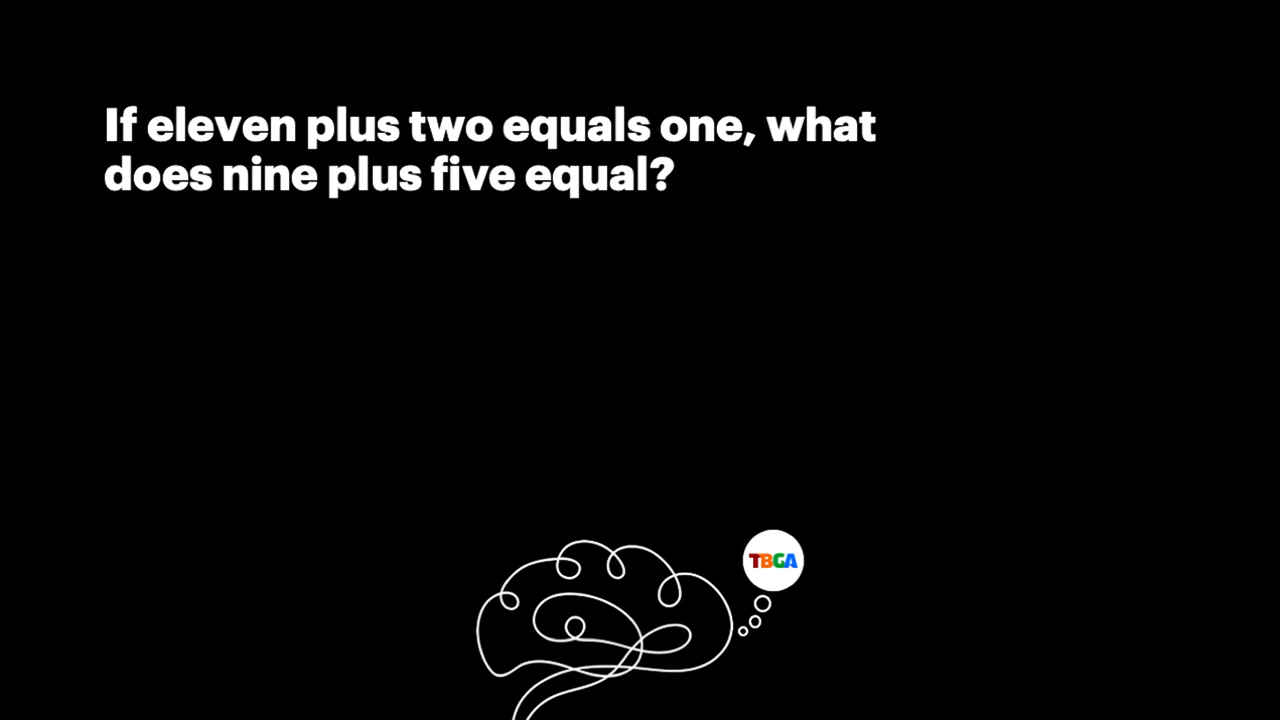 If eleven plus two equals one, what
does nine plus five equal?
TBGA